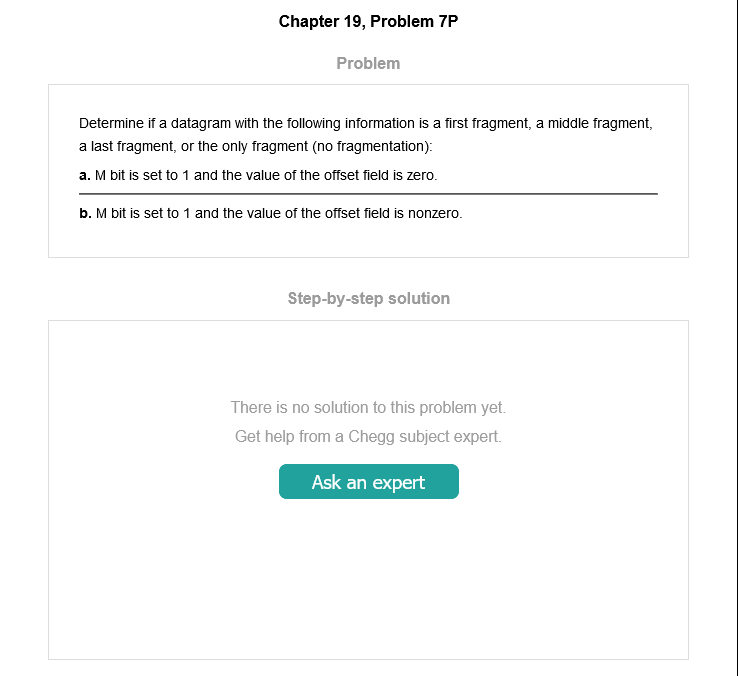 Chapter 19, Problem 7P
Problem
Determine if a datagram with the following information is a first fragment, a middle fragment,
a last fragment, or the only fragment (no fragmentation):
a. M bit is set to 1 and the value of the offset field is zero.
b. M bit is set to 1 and the value of the offset field is nonzero.
Step-by-step solution
There is no solution to this problem yet.
Get help from a Chegg subject expert.
Ask an expert